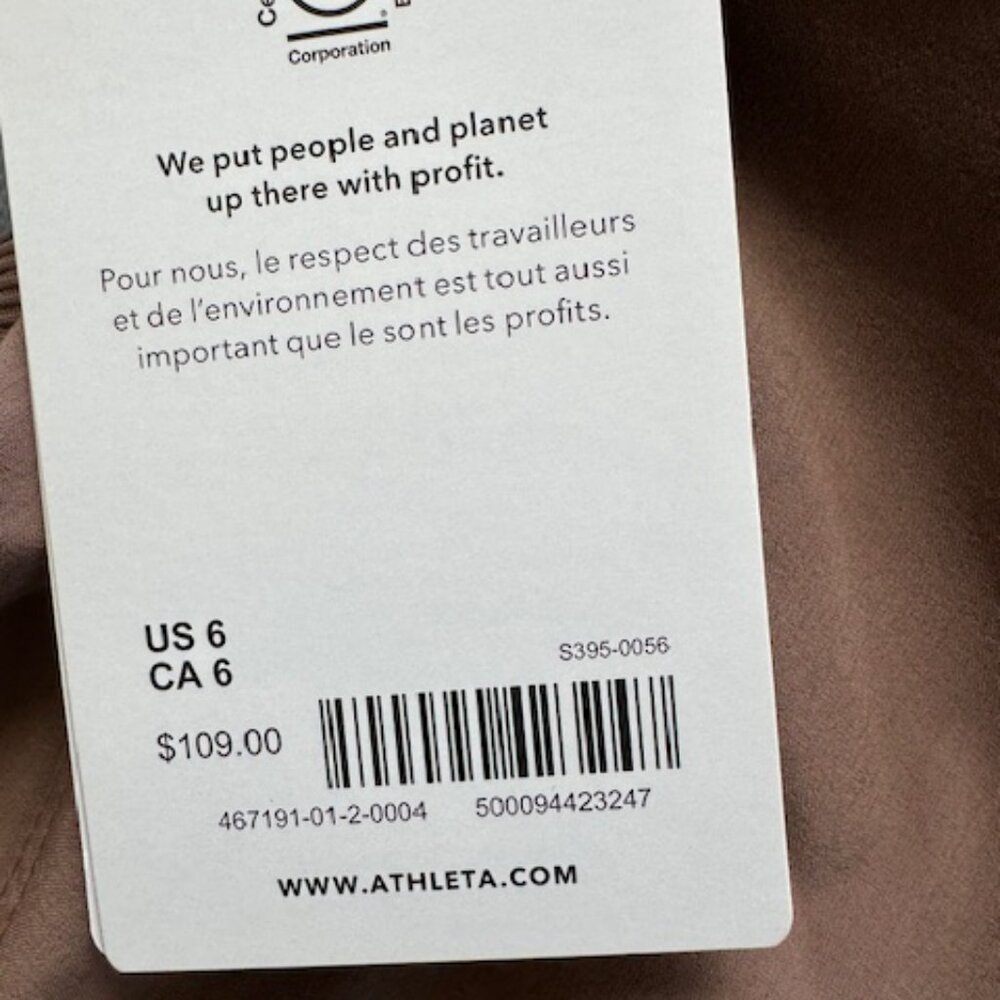 Corporation
We put people and planet
up there with profit.
Pour nous, le respect des travailleurs
et de l'environnement est tout aussi
important que le sont les profits.
US 6
CA 6
S395-0056
$109.00
467191-01-2-0004 500094423247
WWW.ATHLETA.COM